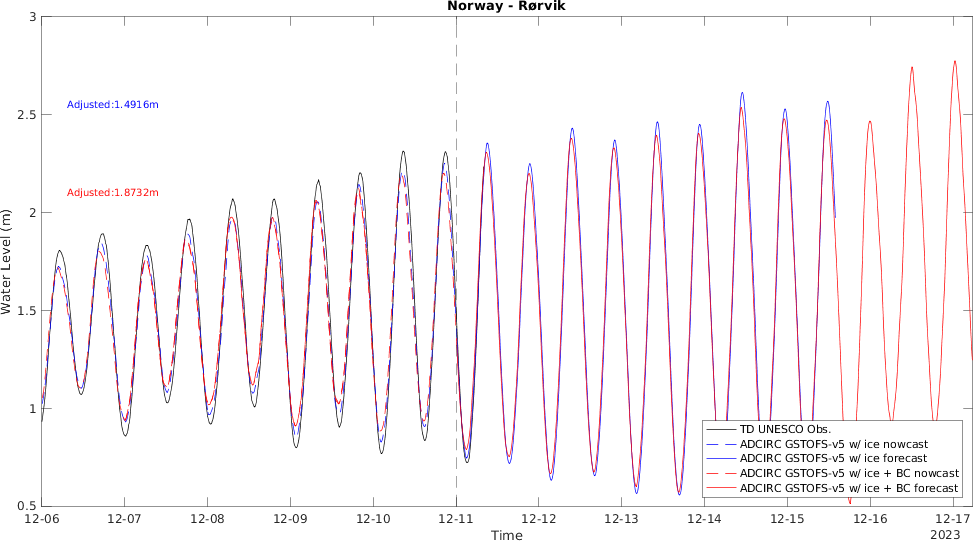 Norway - Rørvik
3
2.5
2
1.5
1
0.5
Water Level (m)
Adjusted:1.4916m
Adjusted:1.8732m
TD UNESCO Obs.
ADCIRC GSTOFS-v5 w/ ice nowcast
ADCIRC GSTOFS-v5 w/ ice forecast
ADCIRC GSTOFS-v5 w/ ice + BC nowcast
ADCIRC GSTOFS-v5 w/ ice + BC forecast
12-06 12-07 12-08 12-09 12-10 12-11 12-12 12-13 12-14 12-15 12-16 12-17
Time
2023